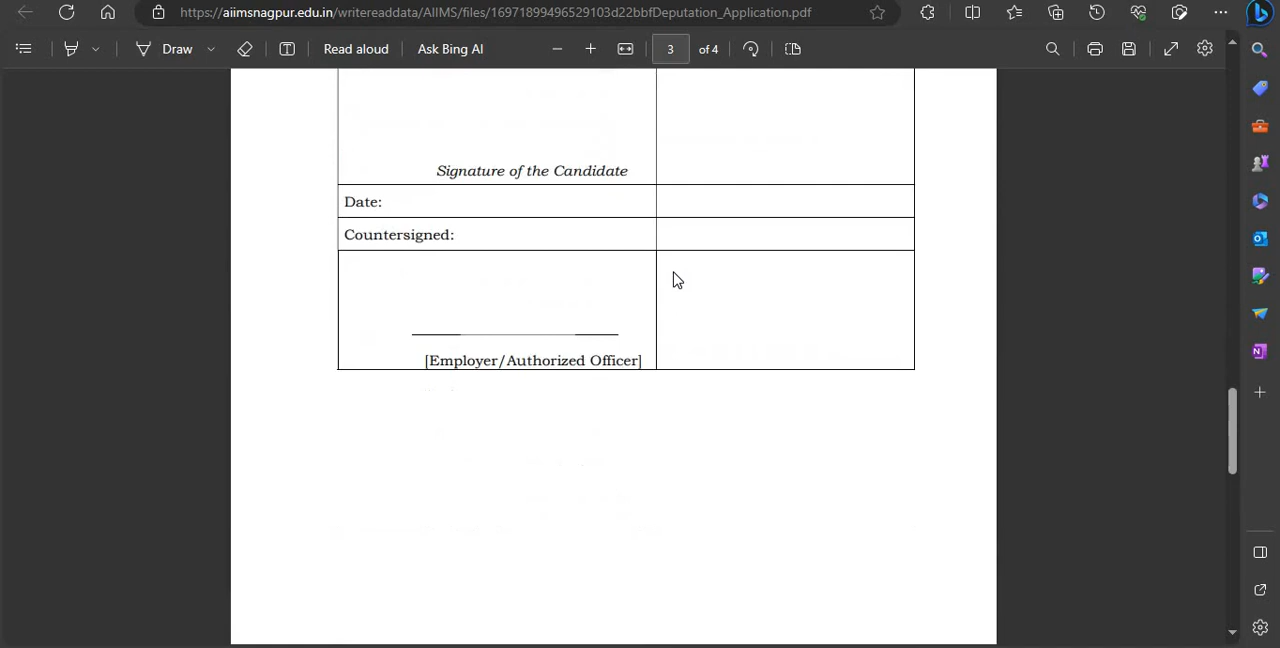 https://aiimsnagpur.edu.in/writereaddata/AIIMS/files/16971899496529103d22bbfDeputation_Application.pdf
Draw
Read aloud
Ask Bing AI
3 of 4
Signature of the Candidate
Date:
Countersigned:
[Employer/Authorized Officer]